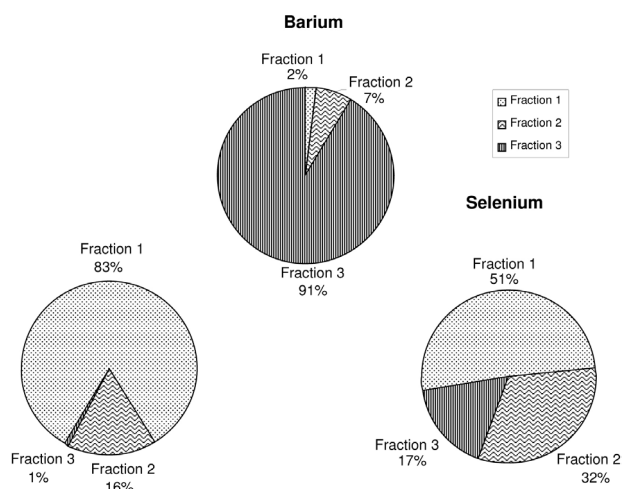 Barium
Fraction 1
2%
Fraction 2
7%
Fraction 3
91%
Fraction 1
Fraction 2
Fraction 3
Selenium
Fraction 1
83%
Fraction 3
1%
Fraction 2
16%
Fraction 1
51%
Fraction 3
17%
Fraction 2
32%